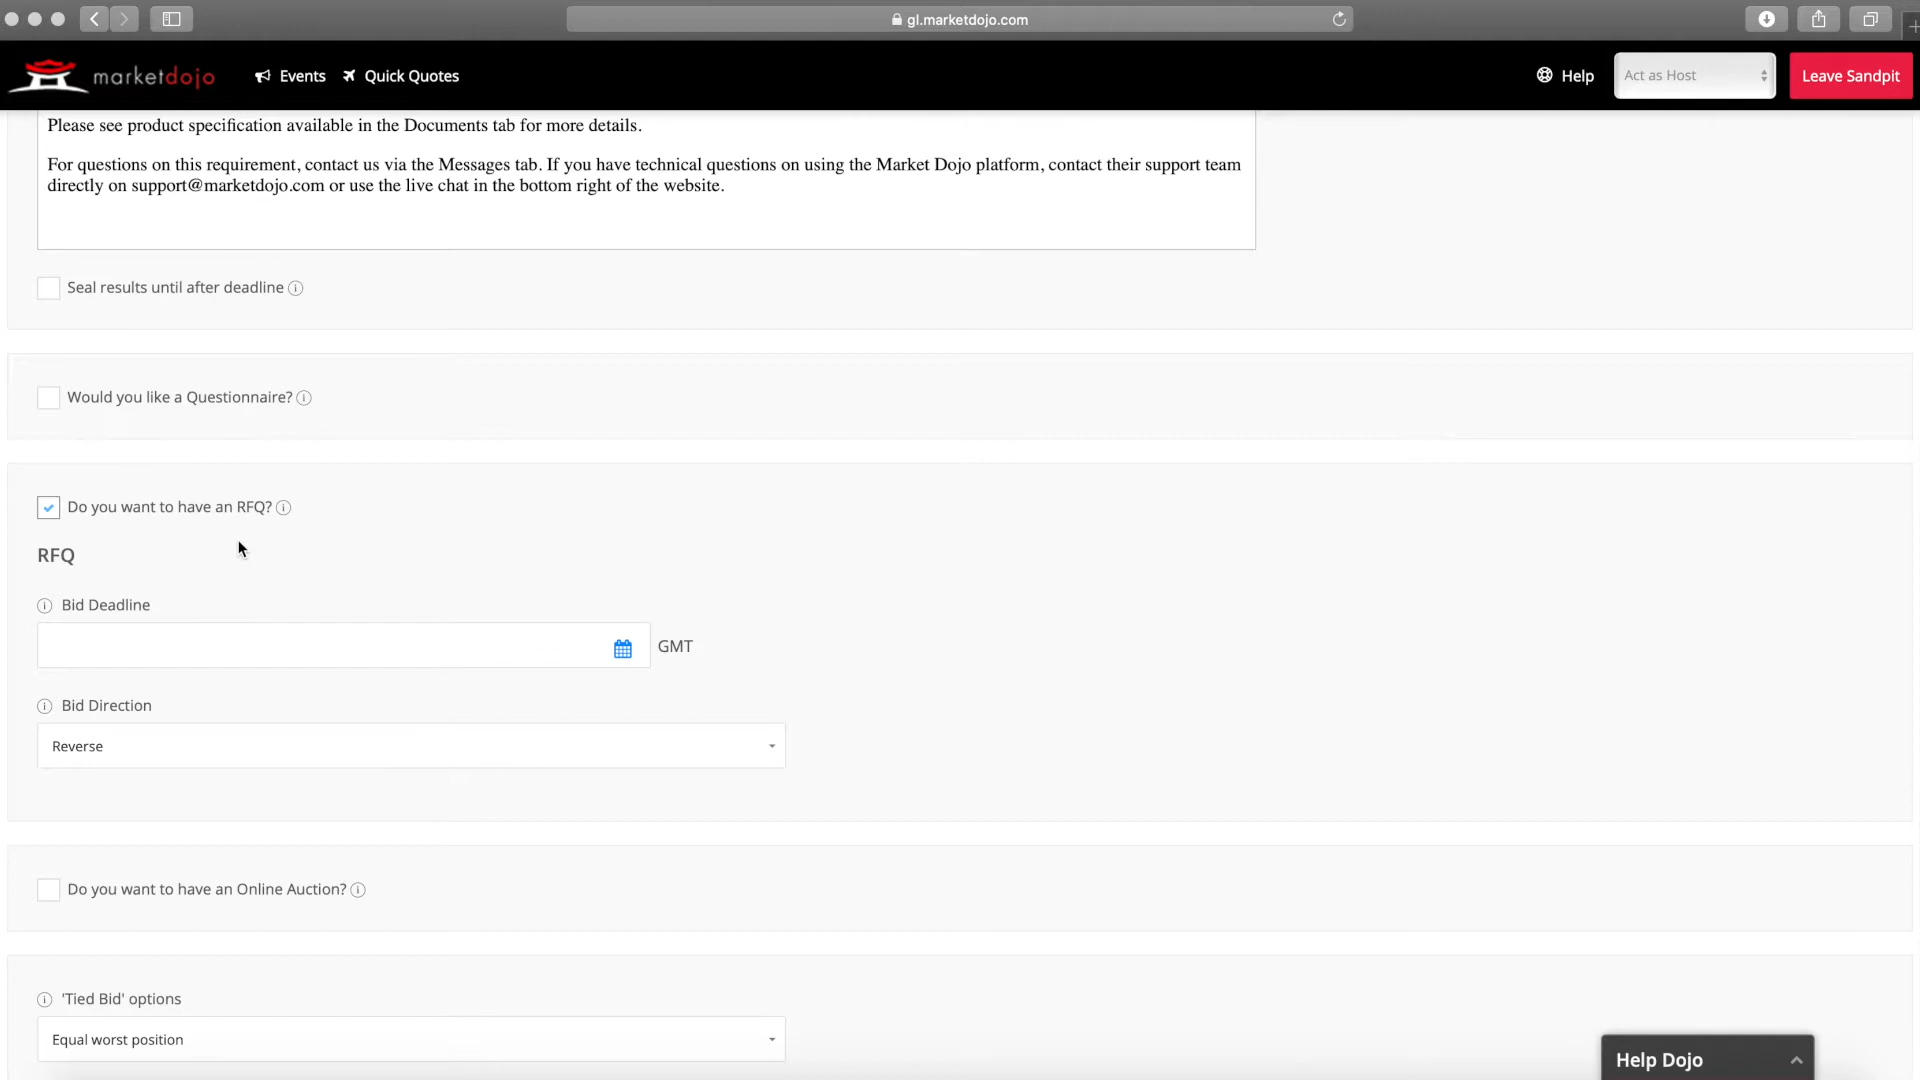 gl.marketdojo.com
marketdojo
Events
Quick Quotes
Help
Act as Host
Leave Sandpit
Please see product specification available in the Documents tab for more details.
For questions on this requirement, contact us via the Messages tab. If you have technical questions on using the Market Dojo platform, contact their support team
directly on support@marketdojo.com or use the live chat in the bottom right of the website.
Seal results until after deadline
Would you like a Questionnaire?
Do you want to have an RFQ?
RFQ
Bid Deadline
GMT
Bid Direction
Reverse
Do you want to have an Online Auction?
'Tied Bid' options
Equal worst position
Help Dojo